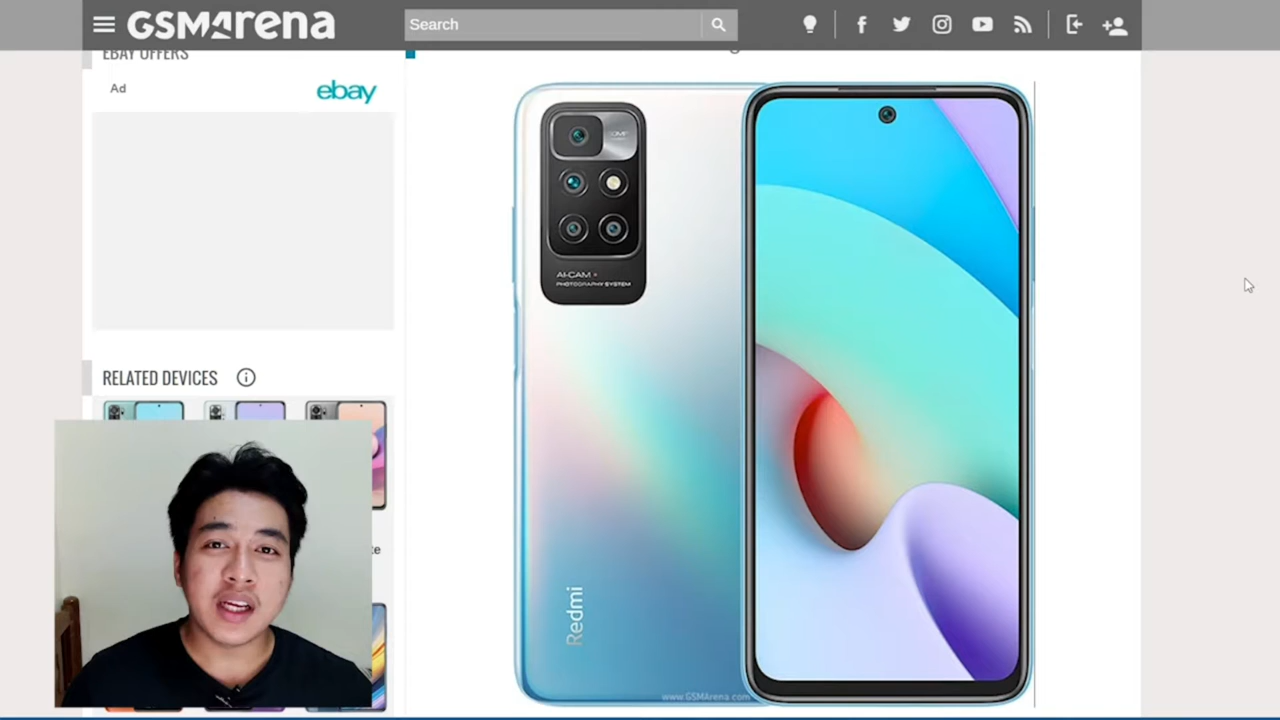 GSMArena
Search
EBAY OFFERS
Ad
ebay
RELATED DEVICES
AI-CAM
PHOTOGRAPHY SYSTEM
Redmi
www.GSMArena.com